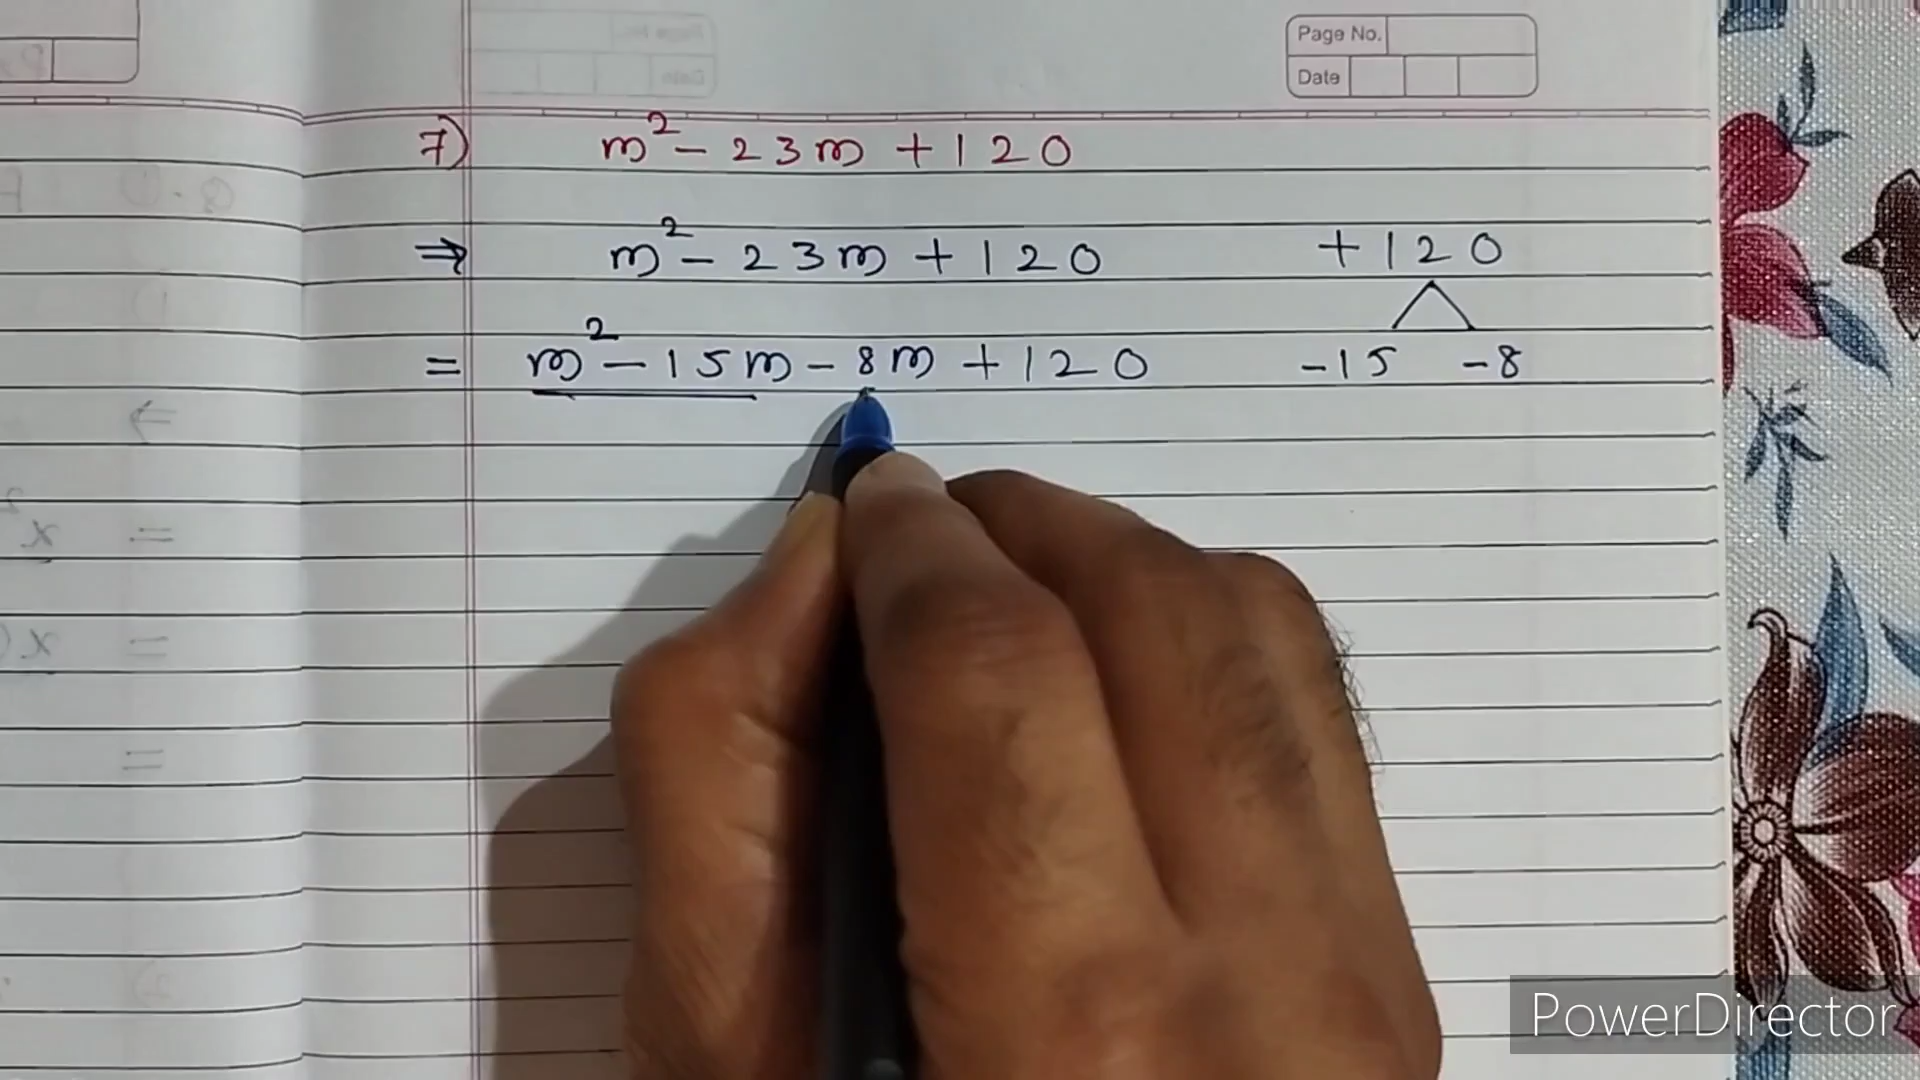 Page No.
Date
7) m² - 23m + 120
⇒ m² - 23m + 120 +120
= m² - 15m - 8m + 120 -15 -8
PowerDirector